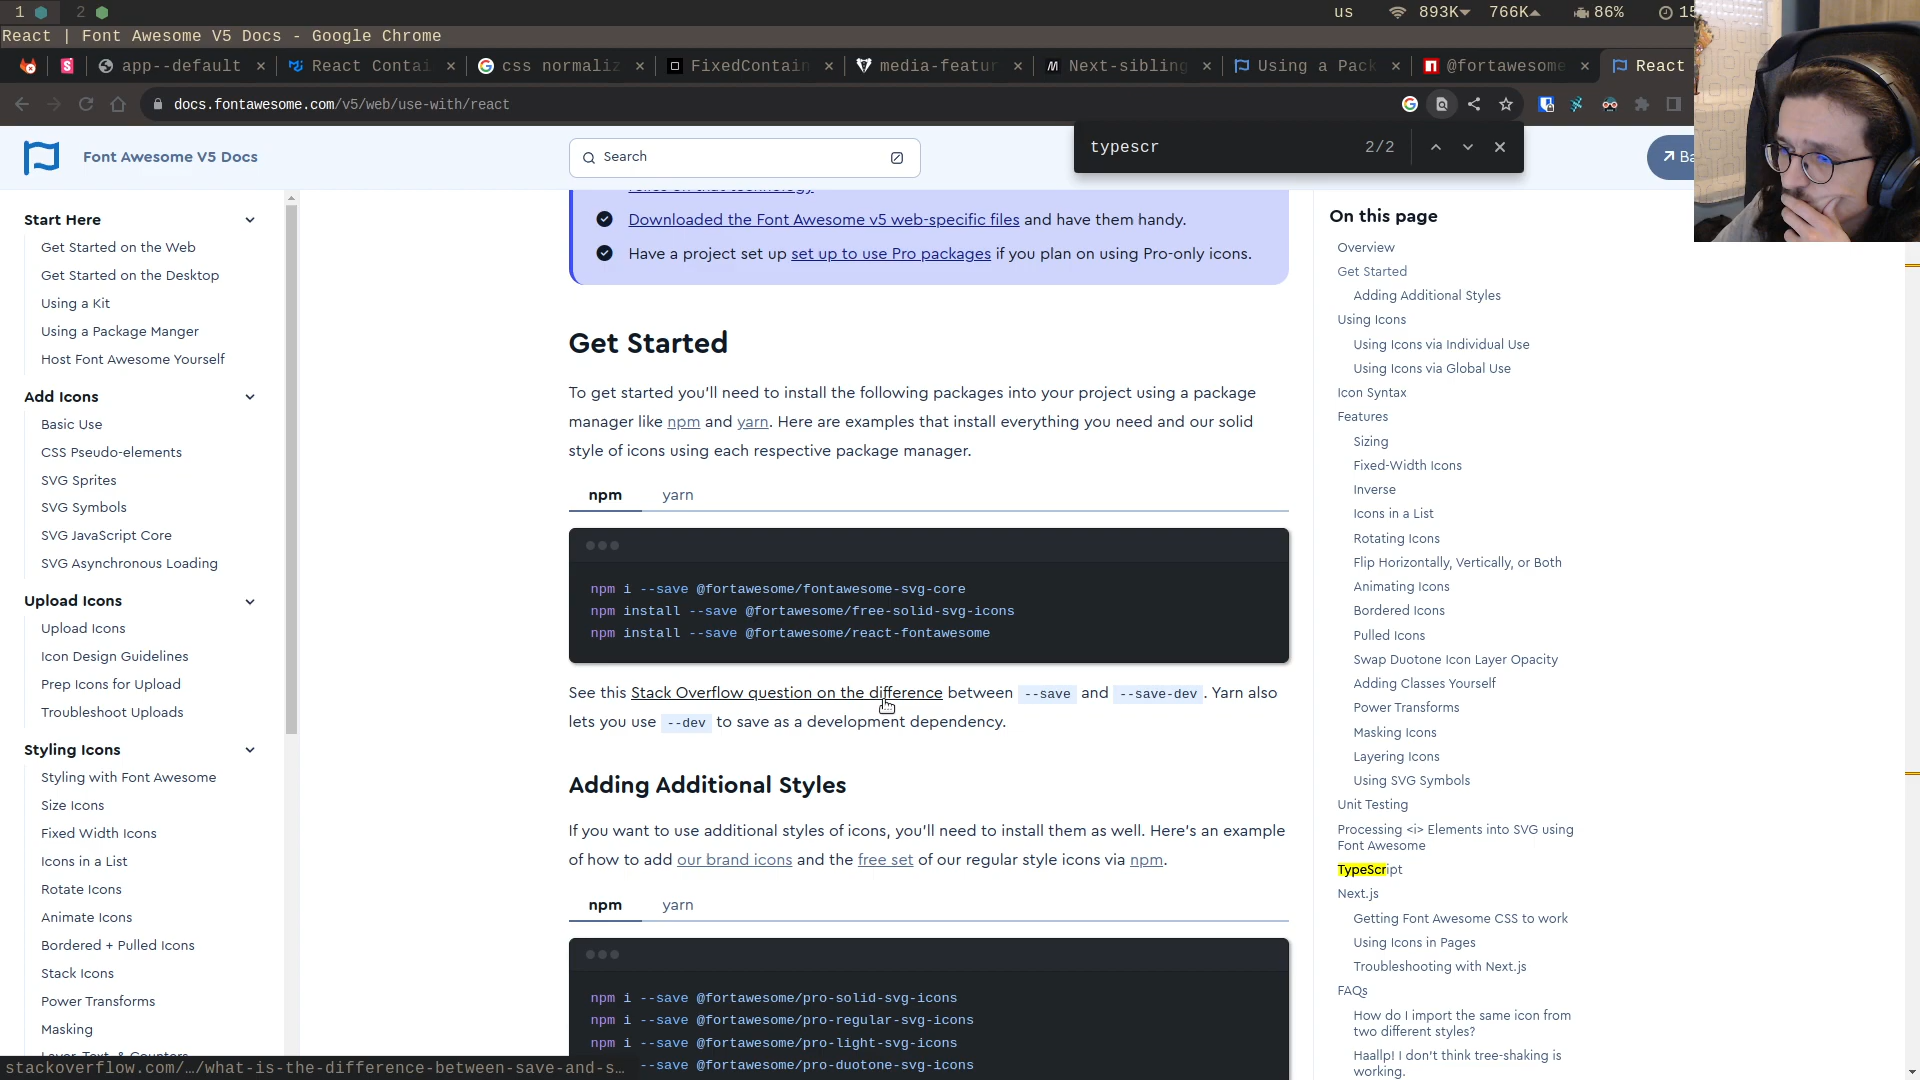 1
2
us
893K
766K
86%
15
React | Font Awesome V5 Docs - Google Chrome
app--default
React Contai
css normaliz
FixedContain
media-featur
Next-sibling
Using a Pack
@fortawesome
React
docs.fontawesome.com/v5/web/use-with/react
typescr
2/2
Font Awesome V5 Docs
Search
Ba
Start Here
Get Started on the Web
Get Started on the Desktop
Using a Kit
Using a Package Manger
Host Font Awesome Yourself
Add Icons
Basic Use
CSS Pseudo-elements
SVG Sprites
SVG Symbols
SVG JavaScript Core
SVG Asynchronous Loading
Upload Icons
Upload Icons
Icon Design Guidelines
Prep Icons for Upload
Troubleshoot Uploads
Styling Icons
Styling with Font Awesome
Size Icons
Fixed Width Icons
Icons in a List
Rotate Icons
Animate Icons
Bordered + Pulled Icons
Stack Icons
Power Transforms
Masking
Layer, Text, & Counters
stackoverflow.com/…/what-is-the-difference-between-save-and-s…
relies on that technology
Downloaded the Font Awesome v5 web-specific files and have them handy.
Have a project set up set up to use Pro packages if you plan on using Pro-only icons.
Get Started
To get started you'll need to install the following packages into your project using a package
manager like npm and yarn. Here are examples that install everything you need and our solid
style of icons using each respective package manager.
npm yarn
npm i --save @fortawesome/fontawesome-svg-core
npm install --save @fortawesome/free-solid-svg-icons
npm install --save @fortawesome/react-fontawesome
See this Stack Overflow question on the difference between --save and --save-dev. Yarn also
lets you use --dev to save as a development dependency.
Adding Additional Styles
If you want to use additional styles of icons, you'll need to install them as well. Here's an example
of how to add our brand icons and the free set of our regular style icons via npm.
npm yarn
npm i --save @fortawesome/pro-solid-svg-icons
npm i --save @fortawesome/pro-regular-svg-icons
npm i --save @fortawesome/pro-light-svg-icons
--save @fortawesome/pro-duotone-svg-icons
On this page
Overview
Get Started
Adding Additional Styles
Using Icons
Using Icons via Individual Use
Using Icons via Global Use
Icon Syntax
Features
Sizing
Fixed-Width Icons
Inverse
Icons in a List
Rotating Icons
Flip Horizontally, Vertically, or Both
Animating Icons
Bordered Icons
Pulled Icons
Swap Duotone Icon Layer Opacity
Adding Classes Yourself
Power Transforms
Masking Icons
Layering Icons
Using SVG Symbols
Unit Testing
Processing <i> Elements into SVG using
Font Awesome
TypeScript
Next.js
Getting Font Awesome CSS to work
Using Icons in Pages
Troubleshooting with Next.js
FAQs
How do I import the same icon from
two different styles?
Haallp! I don't think tree-shaking is
working.